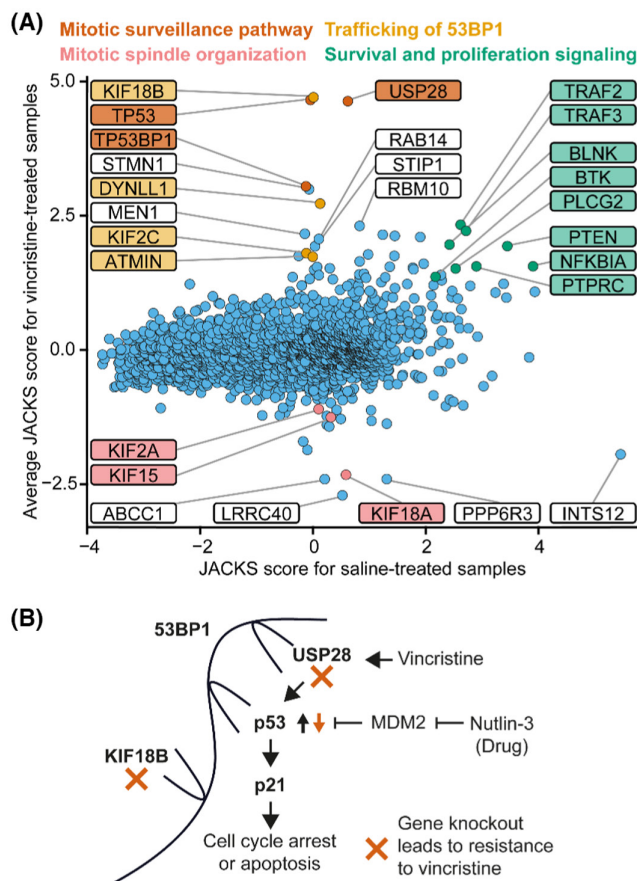 (A)
Mitotic surveillance pathway Trafficking of 53BP1
Mitotic spindle organization Survival and proliferation signaling
Average JACKS score for vincristine-treated samples
5.0
2.5
0.0
−2.5
KIF18B
TP53
TP53BP1
STMN1
DYNLL1
MEN1
KIF2C
ATMIN
USP28
RAB14
STIP1
RBM10
TRAF2
TRAF3
BLNK
BTK
PLCG2
PTEN
NFKBIA
PTPRC
KIF2A
KIF15
ABCC1
LRRC40
KIF18A
PPP6R3
INTS12
−4
−2
0
2
4
JACKS score for saline-treated samples
(B)
53BP1
USP28
Vincristine
p53
MDM2
Nutlin-3
(Drug)
KIF18B
p21
Cell cycle arrest
or apoptosis
Gene knockout
leads to resistance
to vincristine